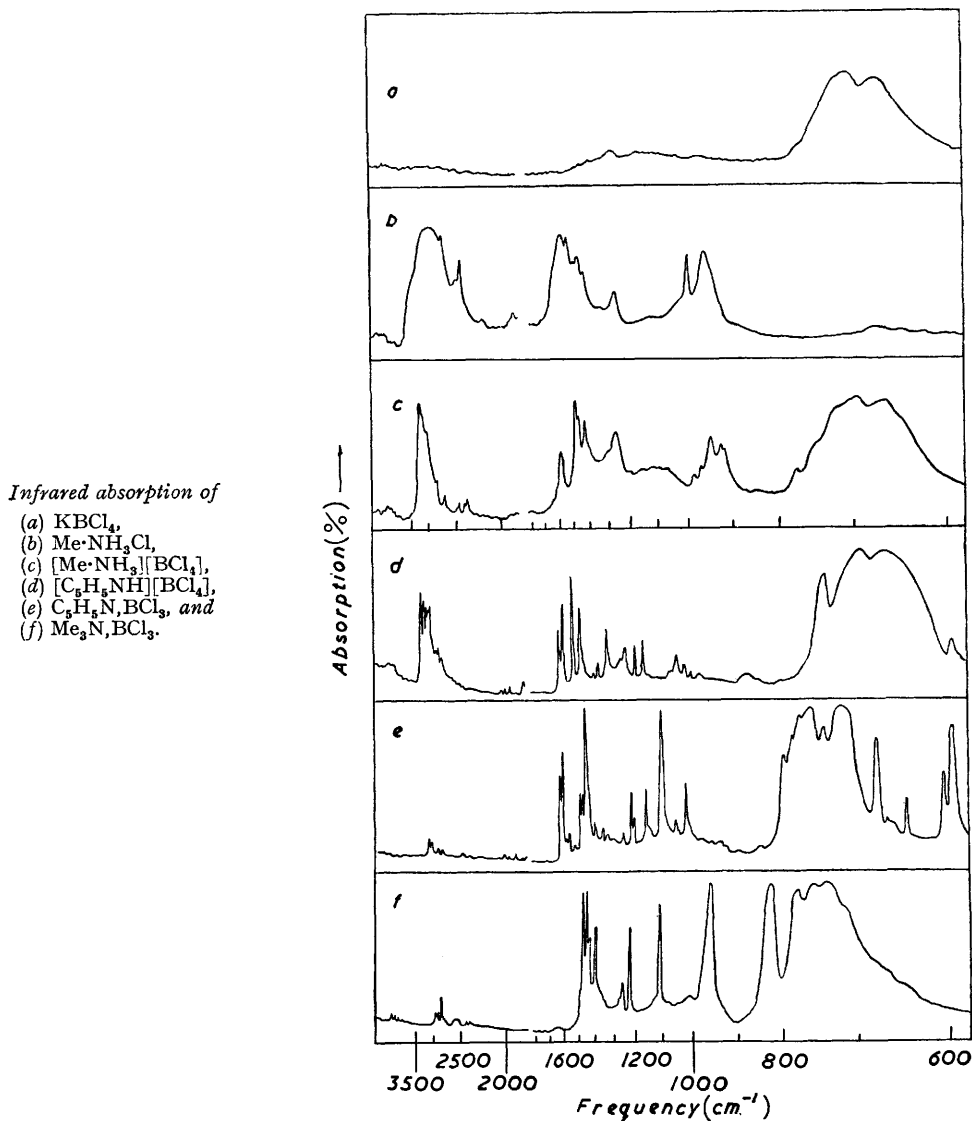 Infrared absorption of
(a) KBCl₄,
(b) Me·NH₃Cl,
(c) [Me·NH₃][BCl₄],
(d) [C₅H₅NH][BCl₄],
(e) C₅H₅N,BCl₃, and
(f) Me₃N,BCl₃.
Absorption(%)
a
b
c
d
e
f
2500 1600 1200 800 600
3500 2000 1000
Frequency(cm.⁻¹)